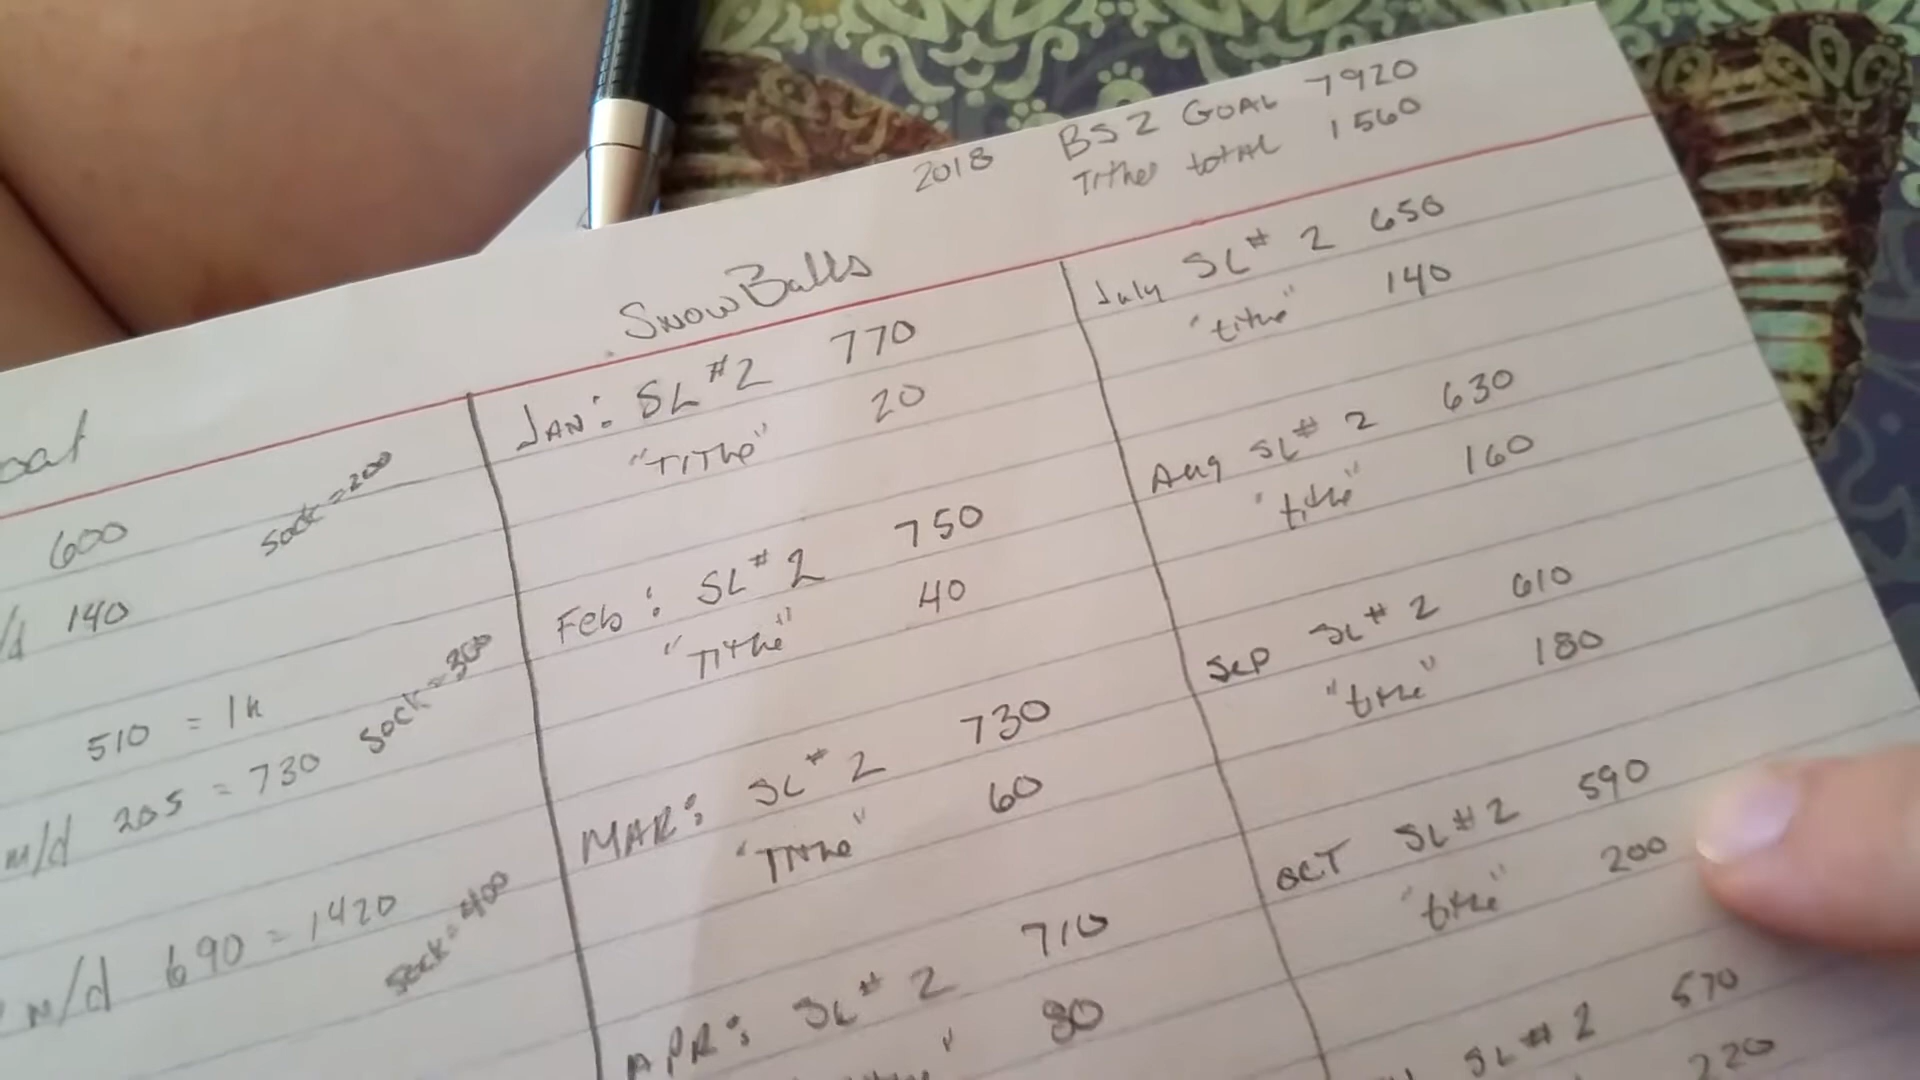 2018 BS2 GOAL 7920
Tithes total 1560
SNOWBalls
600
sock = 200
/d 140
510 = 1k
m/d 205 = 730 sock = 300
m/d 690 = 1420
sock = 400
JAN: SL #2 770
"TITHe" 20
Feb: SL #2 750
"TITHe" 40
MAR: SL #2 730
"TITHe" 60
APR: SL #2 710
80
July SL # 2 650
"tithe" 140
Aug SL # 2 630
"tithe" 160
Sep SL # 2 610
"tithe" 180
OCT SL # 2 590
"tithe" 200
SL # 2 570
220